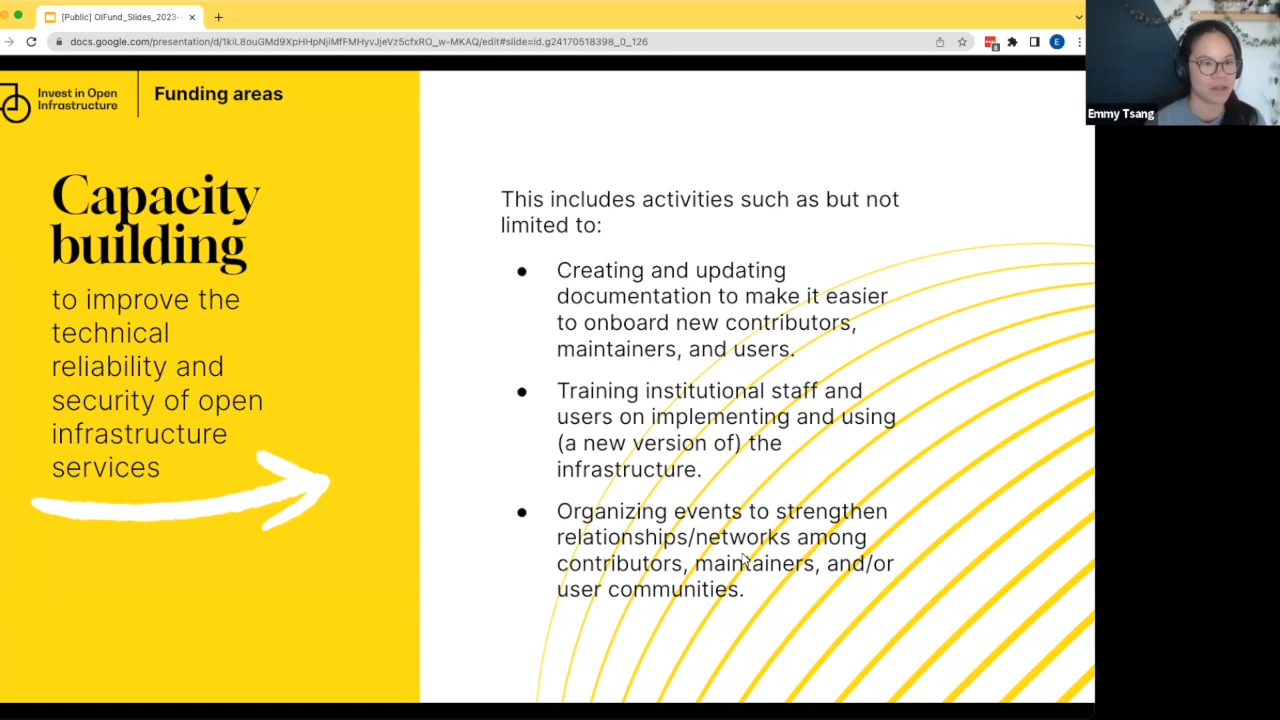 [Public] OIFund_Slides_2023-
docs.google.com/presentation/d/1kiL8ouGMd9XpHHpNjiMfFMHyvJjeVz5cfxRO_w-MKAQ/edit#slide=id.g24170518398_0_126
E
Emmy Tsang
Invest in Open
Infrastructure
Funding areas
Capacity
building
to improve the
technical
reliability and
security of open
infrastructure
services
This includes activities such as but not
limited to:
● Creating and updating
documentation to make it easier
to onboard new contributors,
maintainers, and users.
● Training institutional staff and
users on implementing and using
(a new version of) the
infrastructure.
● Organizing events to strengthen
relationships/networks among
contributors, maintainers, and/or
user communities.